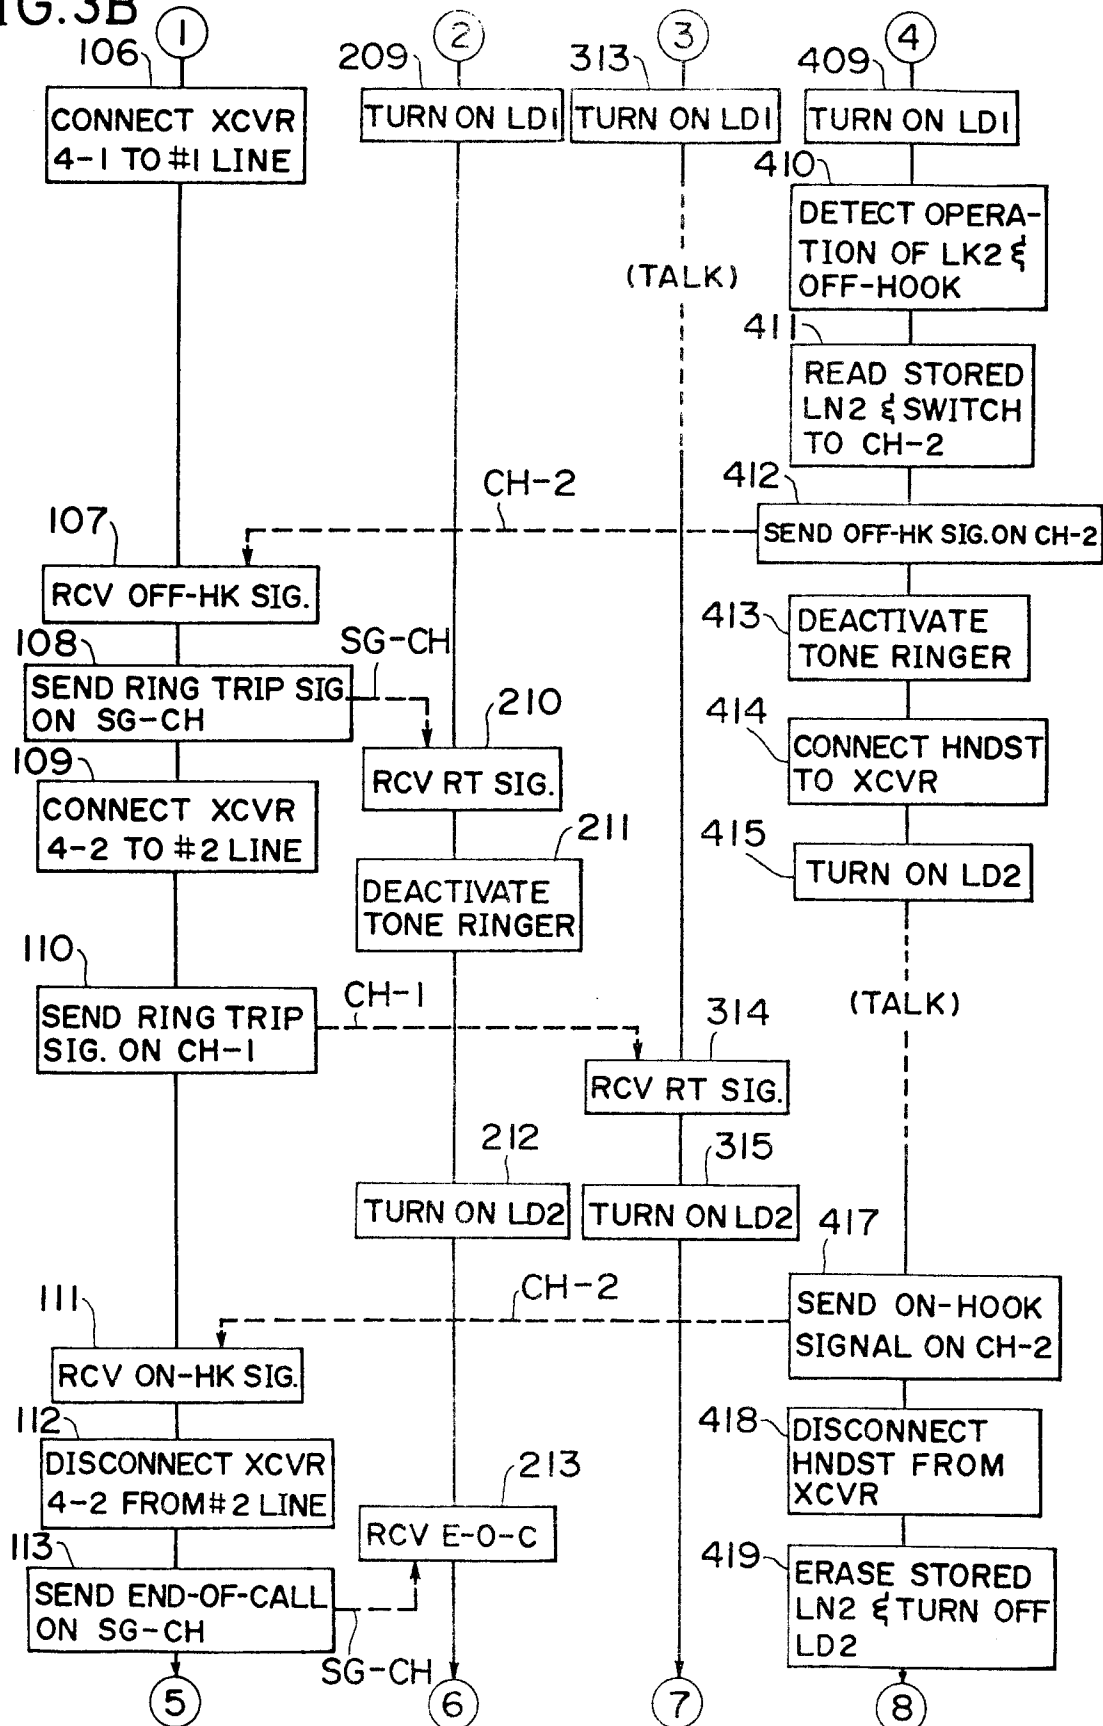 FIG.3B
1
2
3
4
106
CONNECT XCVR
4-1 TO #1 LINE
209
TURN ON LD1
313
TURN ON LD1
409
TURN ON LD1
410
DETECT OPERA-
TION OF LK2 &
OFF-HOOK
(TALK)
411
READ STORED
LN2 & SWITCH
TO CH-2
412
SEND OFF-HK SIG. ON CH-2
CH-2
107
RCV OFF-HK SIG.
413
DEACTIVATE
TONE RINGER
108
SEND RING TRIP SIG
ON SG-CH
SG-CH
210
RCV RT SIG.
414
CONNECT HNDST
TO XCVR
109
CONNECT XCVR
4-2 TO #2 LINE
211
DEACTIVATE
TONE RINGER
415
TURN ON LD2
110
SEND RING TRIP
SIG. ON CH-1
CH-1
(TALK)
314
RCV RT SIG.
212
TURN ON LD2
315
TURN ON LD2
417
SEND ON-HOOK
SIGNAL ON CH-2
CH-2
111
RCV ON-HK SIG.
112
DISCONNECT XCVR
4-2 FROM #2 LINE
418
DISCONNECT
HNDST FROM
XCVR
213
RCV E-O-C
113
SEND END-OF-CALL
ON SG-CH
SG-CH
419
ERASE STORED
LN2 & TURN OFF
LD2
5
6
7
8